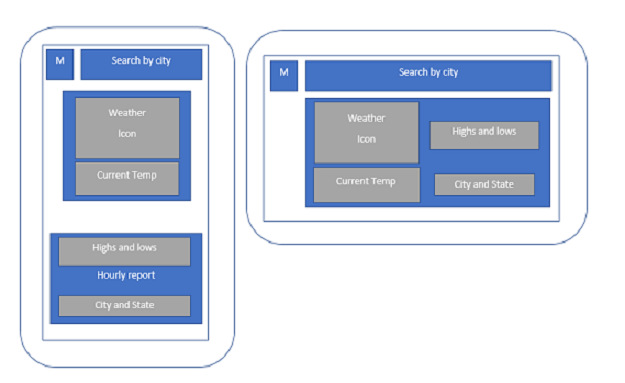 M
Search by city
Weather
Icon
Current Temp
Highs and lows
Hourly report
City and State
M
Search by city
Weather
Icon
Highs and lows
Current Temp
City and State